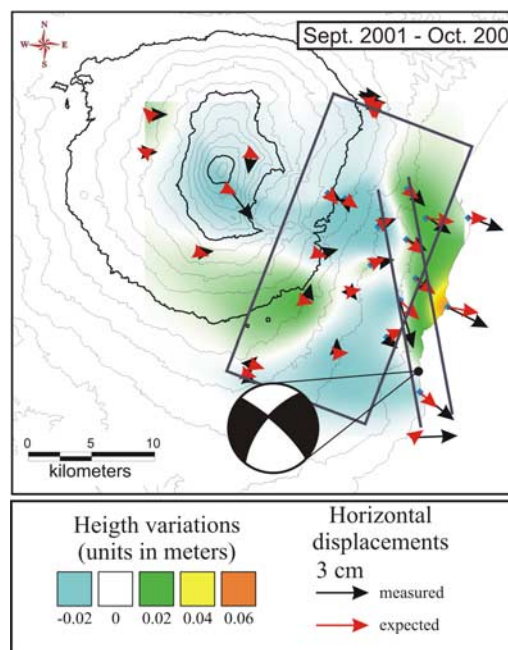 Sept. 2001 - Oct. 200
N
W E
S
0 5 10
kilometers
Heigth variations
(units in meters)
-0.02 0 0.02 0.04 0.06
Horizontal
displacements
3 cm
measured
expected